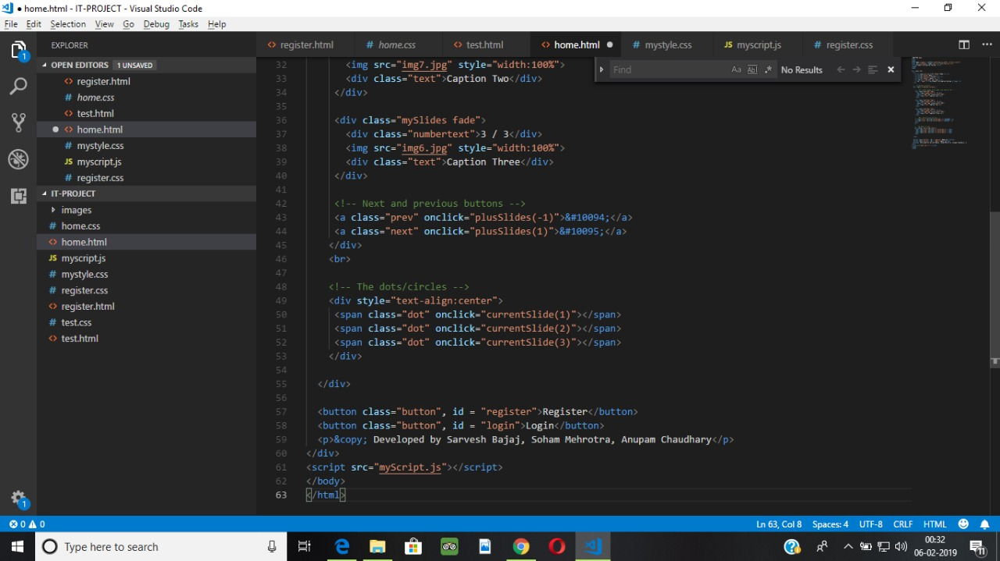 ● home.html - IT-PROJECT - Visual Studio Code
File Edit Selection View Go Debug Tasks Help
EXPLORER
OPEN EDITORS 1 UNSAVED
<> register.html
# home.css
<> test.html
● <> home.html
# mystyle.css
JS myscript.js
# register.css
IT-PROJECT
images
# home.css
<> home.html
JS myscript.js
# mystyle.css
# register.css
<> register.html
# test.css
<> test.html
1
1
<> register.html # home.css <> test.html <> home.html ● # mystyle.css JS myscript.js # register.css
Find Aa Abl .* No Results
32 <img src="img7.jpg" style="width:100%">
33 <div class="text">Caption Two</div>
34 </div>
35
36 <div class="mySlides fade">
37 <div class="numbertext">3 / 3</div>
38 <img src="img6.jpg" style="width:100%">
39 <div class="text">Caption Three</div>
40 </div>
41
42 <!-- Next and previous buttons -->
43 <a class="prev" onclick="plusSlides(-1)">&#10094;</a>
44 <a class="next" onclick="plusSlides(1)">&#10095;</a>
45 </div>
46 <br>
47
48 <!-- The dots/circles -->
49 <div style="text-align:center">
50 <span class="dot" onclick="currentSlide(1)"></span>
51 <span class="dot" onclick="currentSlide(2)"></span>
52 <span class="dot" onclick="currentSlide(3)"></span>
53 </div>
54
55 </div>
56
57 <button class="button", id = "register">Register</button>
58 <button class="button", id = "login">Login</button>
59 <p>&copy; Developed by Sarvesh Bajaj, Soham Mehrotra, Anupam Chaudhary</p>
60 </div>
61 <script src="myScript.js"></script>
62 </body>
63 </html>
0 0 Ln 63, Col 8 Spaces: 4 UTF-8 CRLF HTML
Type here to search
00:32
06-02-2019
11